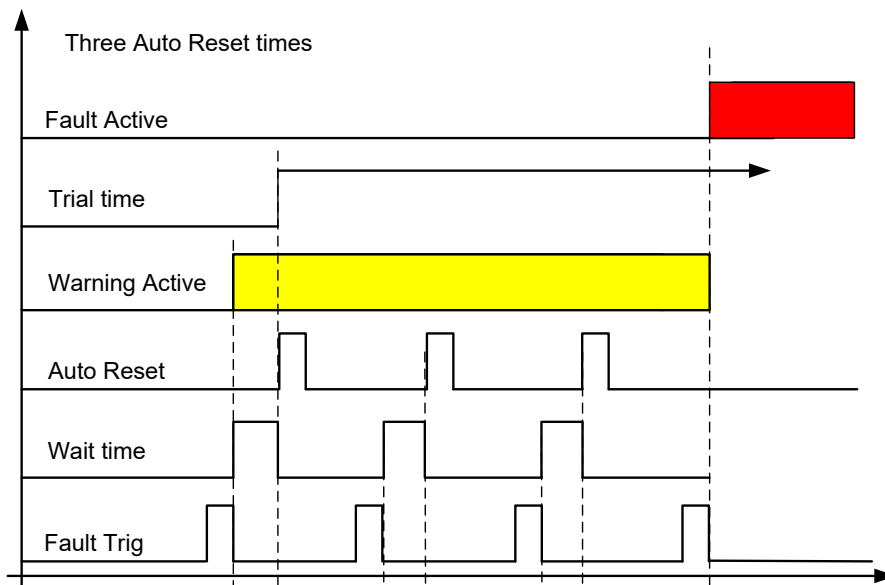 Three Auto Reset times
Fault Active
Trial time
Warning Active
Auto Reset
Wait time
Fault Trig